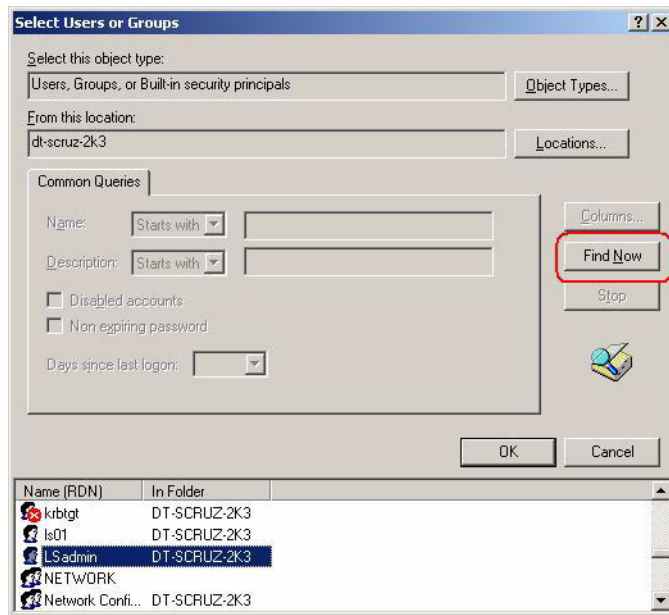 Select Users or Groups
Select this object type:
Users, Groups, or Built-in security principals
Object Types...
From this location:
dt-scruz-2k3
Locations...
Common Queries
Name:
Starts with
Columns...
Description:
Starts with
Find Now
Disabled accounts
Stop
Non expiring password
Days since last logon:
OK
Cancel
Name (RDN) In Folder
krbtgt DT-SCRUZ-2K3
ls01 DT-SCRUZ-2K3
LSadmin DT-SCRUZ-2K3
NETWORK
Network Confi... DT-SCRUZ-2K3